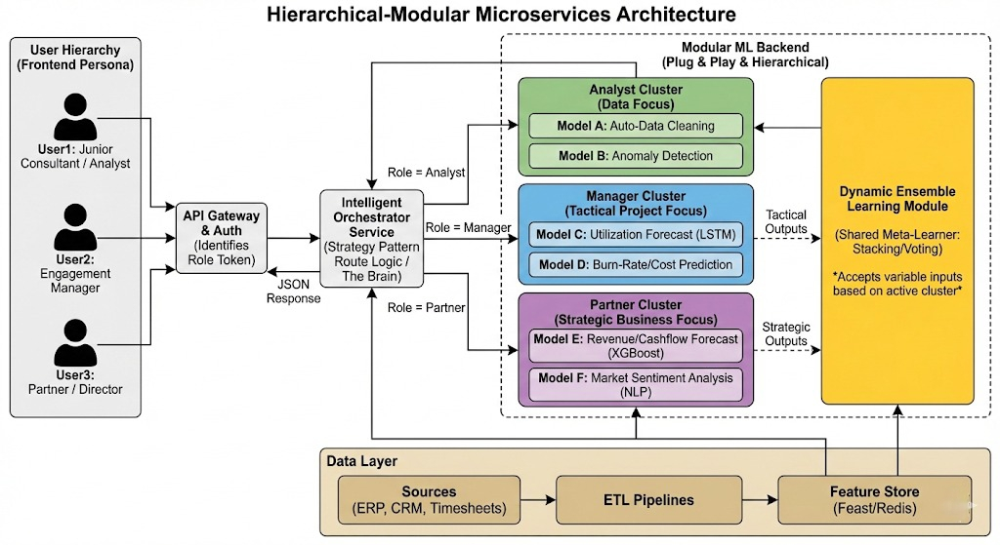 Hierarchical-Modular Microservices Architecture
User Hierarchy
(Frontend Persona)
User1: Junior
Consultant / Analyst
User2:
Engagement
Manager
User3:
Partner / Director
API Gateway
& Auth
(Identifies
Role Token)
JSON
Response
Intelligent
Orchestrator
Service
(Strategy Pattern
Route Logic /
The Brain)
Role = Analyst
Role = Manager
Role = Partner
Modular ML Backend
(Plug & Play & Hierarchical)
Analyst Cluster
(Data Focus)
Model A: Auto-Data Cleaning
Model B: Anomaly Detection
Manager Cluster
(Tactical Project Focus)
Model C: Utilization Forecast (LSTM)
Model D: Burn-Rate/Cost Prediction
Partner Cluster
(Strategic Business Focus)
Model E: Revenue/Cashflow Forecast
(XGBoost)
Model F: Market Sentiment Analysis
(NLP)
Tactical
Outputs
Strategic
Outputs
Dynamic Ensemble
Learning Module
(Shared Meta-Learner:
Stacking/Voting)
*Accepts variable inputs
based on active cluster*
Data Layer
Sources
(ERP, CRM, Timesheets)
ETL Pipelines
Feature Store
(Feast/Redis)